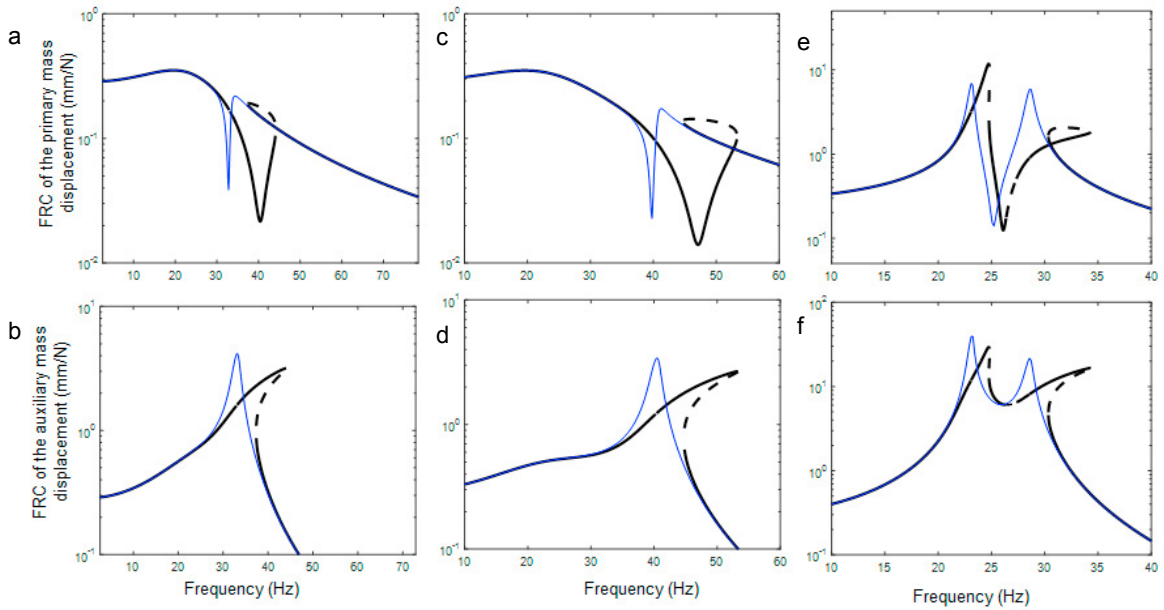 a
c
e
FRC of the primary mass
displacement (mm/N)
10^0
10^-1
10^-2
10 20 30 40 50 60 70
10^0
10^-1
10^-2
10 20 30 40 50 60
10^1
10^0
10^-1
10 15 20 25 30 35 40
b
d
f
FRC of the auxiliary mass
displacement (mm/N)
10^1
10^0
10^-1
10 20 30 40 50 60 70
10^1
10^0
10^-1
10 20 30 40 50 60
10^2
10^1
10^0
10^-1
10 15 20 25 30 35 40
Frequency (Hz)
Frequency (Hz)
Frequency (Hz)